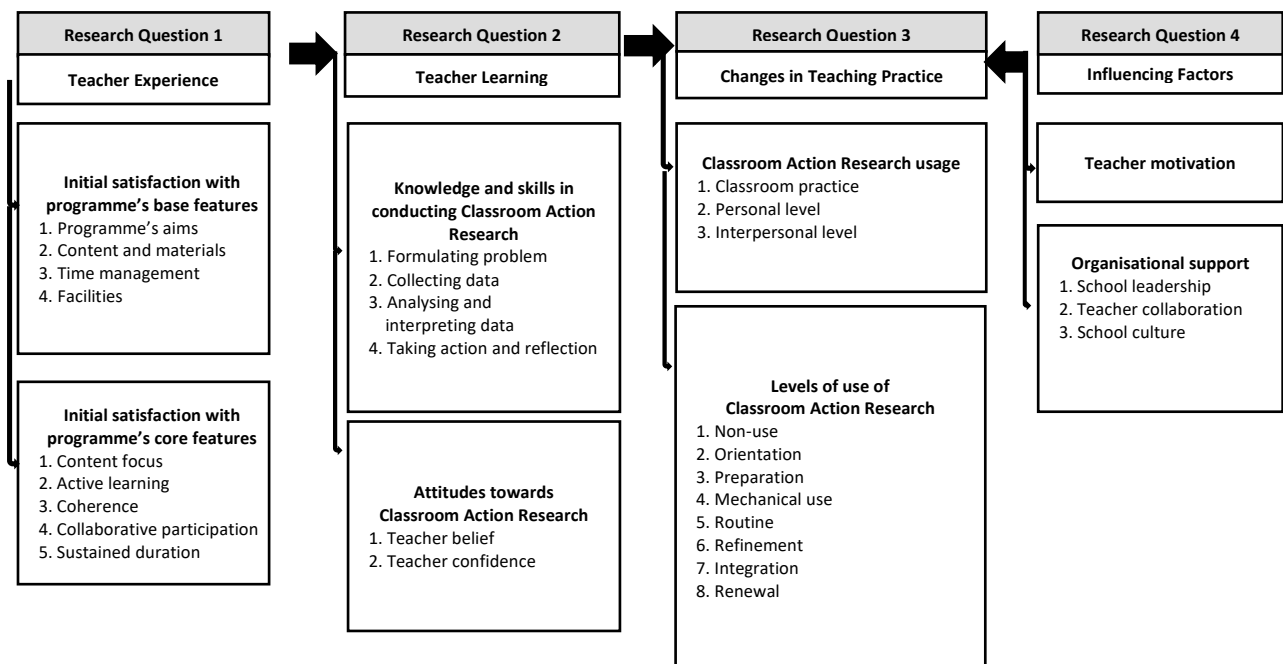 Research Question 1
Teacher Experience
Initial satisfaction with
programme’s base features
1. Programme’s aims
2. Content and materials
3. Time management
4. Facilities
Initial satisfaction with
programme’s core features
1. Content focus
2. Active learning
3. Coherence
4. Collaborative participation
5. Sustained duration
Research Question 2
Teacher Learning
Knowledge and skills in
conducting Classroom Action
Research
1. Formulating problem
2. Collecting data
3. Analysing and
interpreting data
4. Taking action and reflection
Attitudes towards
Classroom Action Research
1. Teacher belief
2. Teacher confidence
Research Question 3
Changes in Teaching Practice
Classroom Action Research usage
1. Classroom practice
2. Personal level
3. Interpersonal level
Levels of use of
Classroom Action Research
1. Non-use
2. Orientation
3. Preparation
4. Mechanical use
5. Routine
6. Refinement
7. Integration
8. Renewal
Research Question 4
Influencing Factors
Teacher motivation
Organisational support
1. School leadership
2. Teacher collaboration
3. School culture